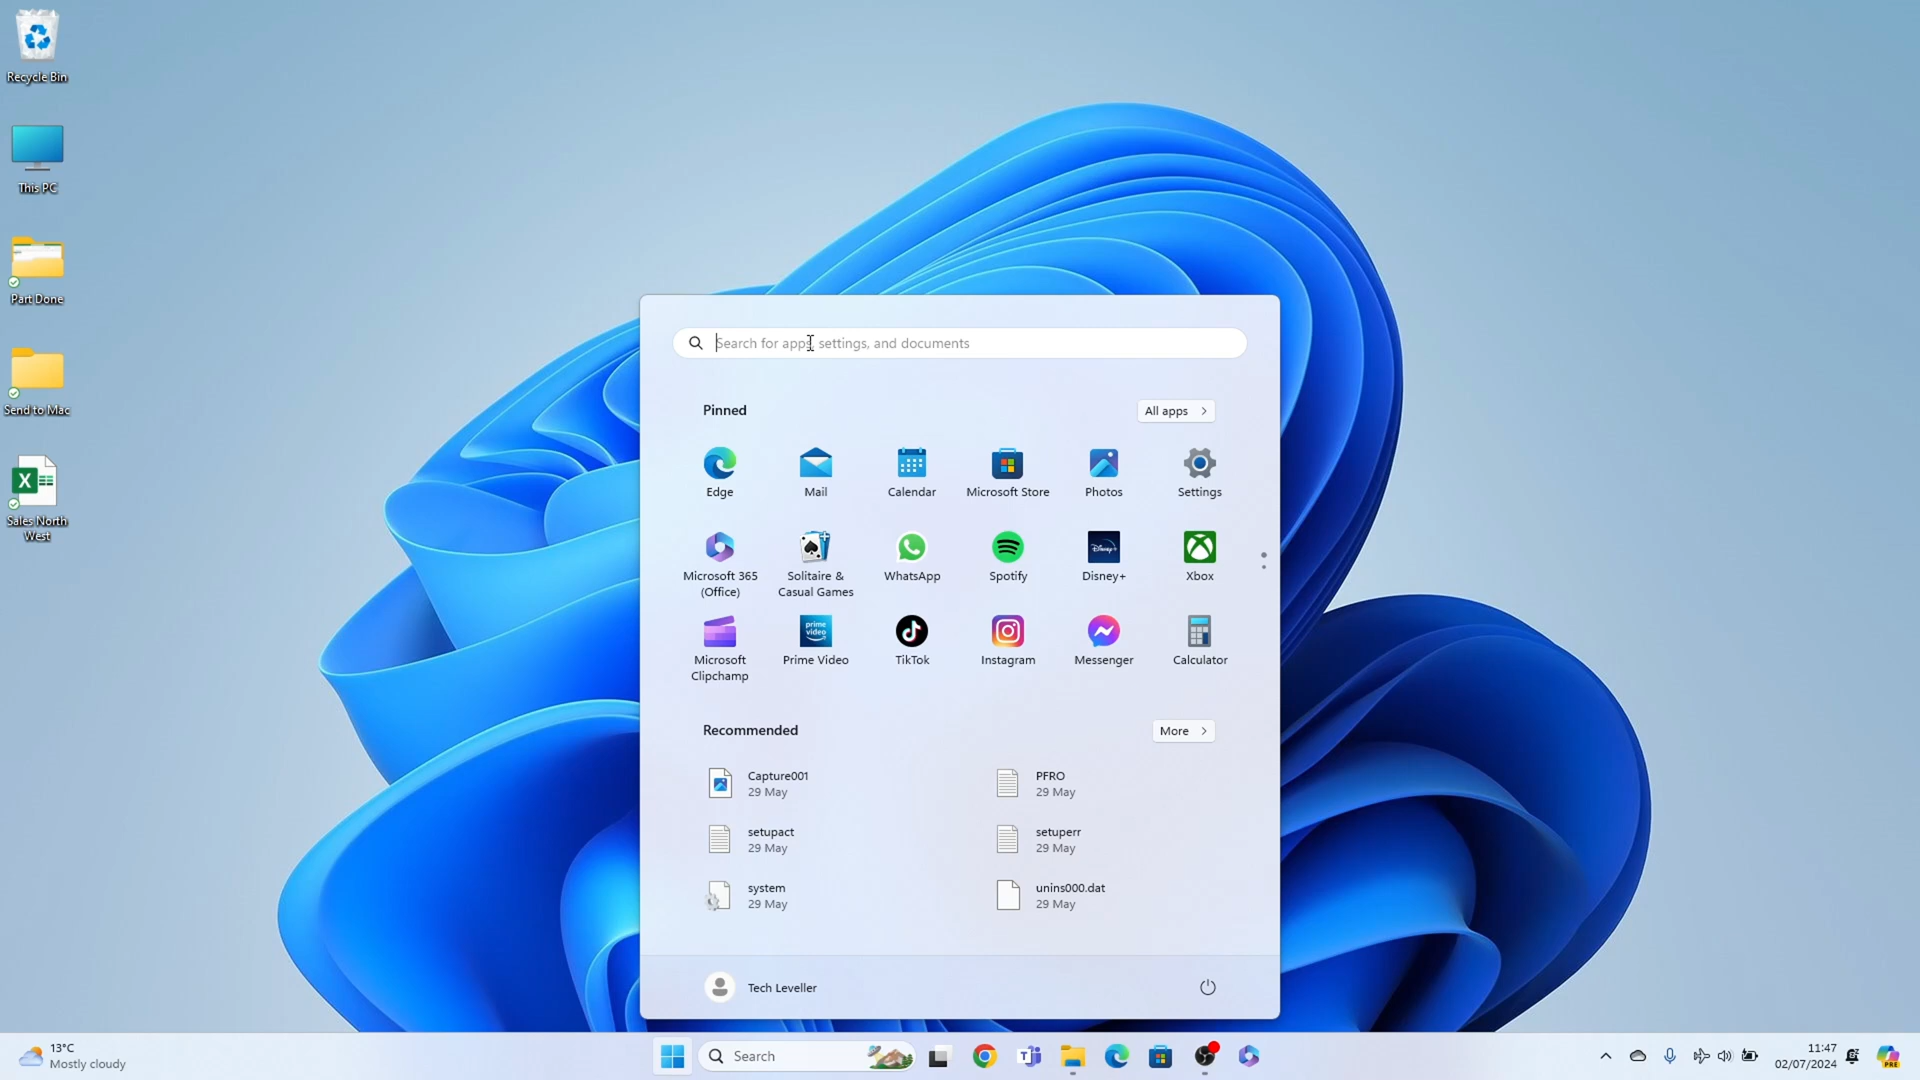 Recycle Bin
This PC
Part Done
Send to Mac
Sales North
West
Search for apps, settings, and documents
Pinned
All apps
Edge
Mail
Calendar
Microsoft Store
Photos
Settings
Microsoft 365
(Office)
Solitaire &
Casual Games
WhatsApp
Spotify
Disney+
Xbox
Microsoft
Clipchamp
Prime Video
TikTok
Instagram
Messenger
Calculator
Recommended
More
Capture001
29 May
PFRO
29 May
setupact
29 May
setuperr
29 May
system
29 May
unins000.dat
29 May
Tech Leveller
13°C
Mostly cloudy
Search
11:47
02/07/2024
PRE